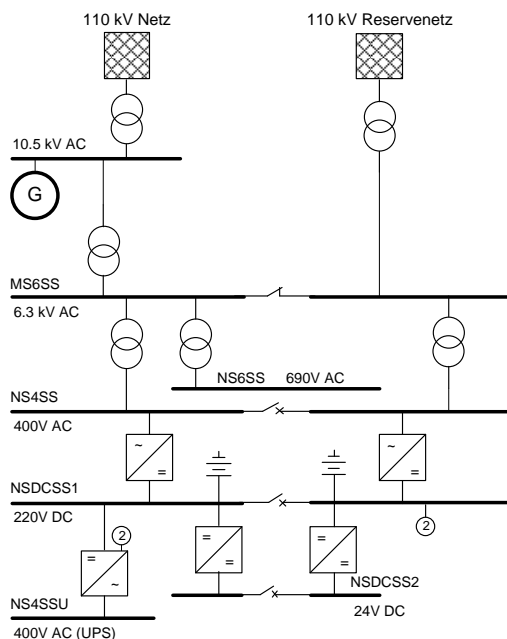 110 kV Netz
110 kV Reservenetz
10.5 kV AC
G
MS6SS
6.3 kV AC
NS6SS 690V AC
NS4SS
400V AC
~
=
~
=
NSDCSS1
220V DC
2
2
=
~
=
=
=
=
NSDCSS2
24V DC
NS4SSU
400V AC (UPS)